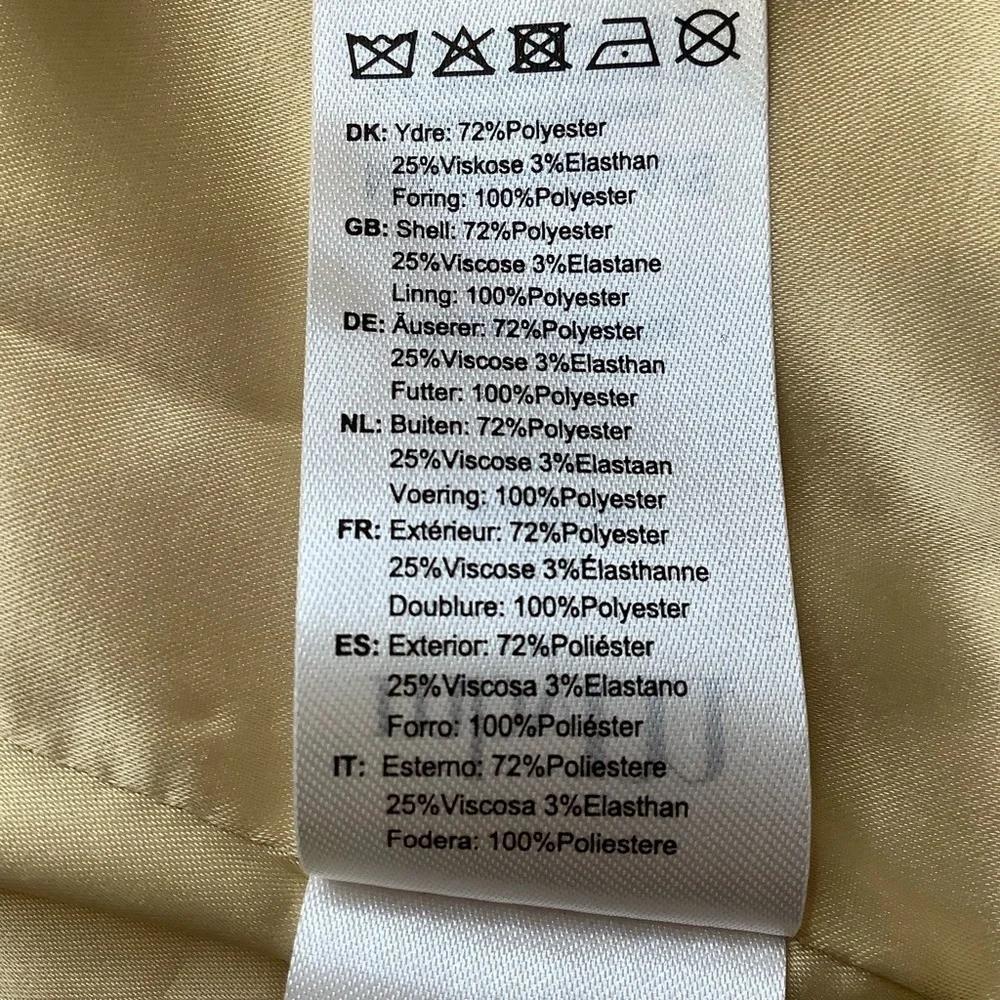 DK: Ydre: 72%Polyester
25%Viskose 3%Elasthan
Foring: 100%Polyester
GB: Shell: 72%Polyester
25%Viscose 3%Elastane
Linng: 100%Polyester
DE: Äuserer: 72%Polyester
25%Viscose 3%Elasthan
Futter: 100%Polyester
NL: Buiten: 72%Polyester
25%Viscose 3%Elastaan
Voering: 100%Polyester
FR: Extérieur: 72%Polyester
25%Viscose 3%Élasthanne
Doublure: 100%Polyester
ES: Exterior: 72%Poliéster
25%Viscosa 3%Elastano
Forro: 100%Poliéster
IT: Esterno: 72%Poliestere
25%Viscosa 3%Elasthan
Fodera: 100%Poliestere